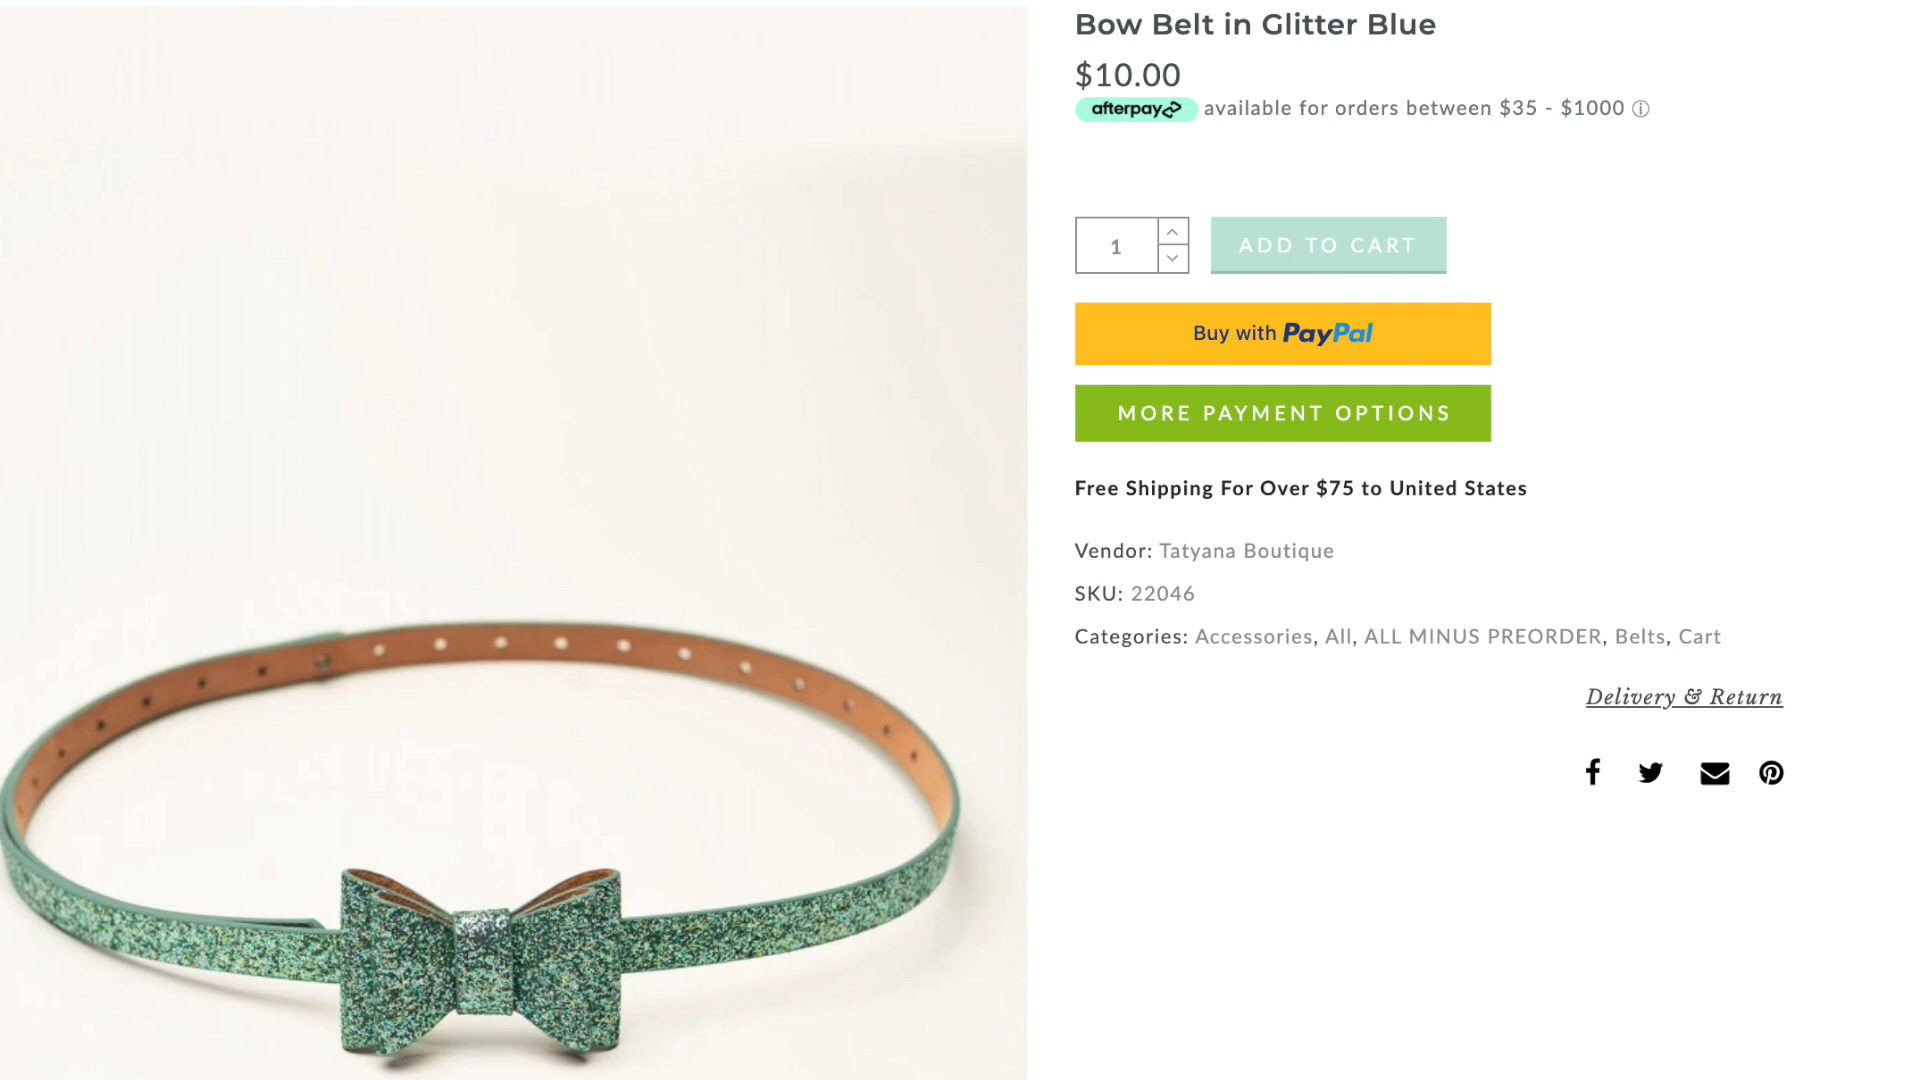 Bow Belt in Glitter Blue
$10.00
afterpay available for orders between $35 - $1000
1
ADD TO CART
Buy with PayPal
MORE PAYMENT OPTIONS
Free Shipping For Over $75 to United States
Vendor: Tatyana Boutique
SKU: 22046
Categories: Accessories, All, ALL MINUS PREORDER, Belts, Cart
Delivery & Return